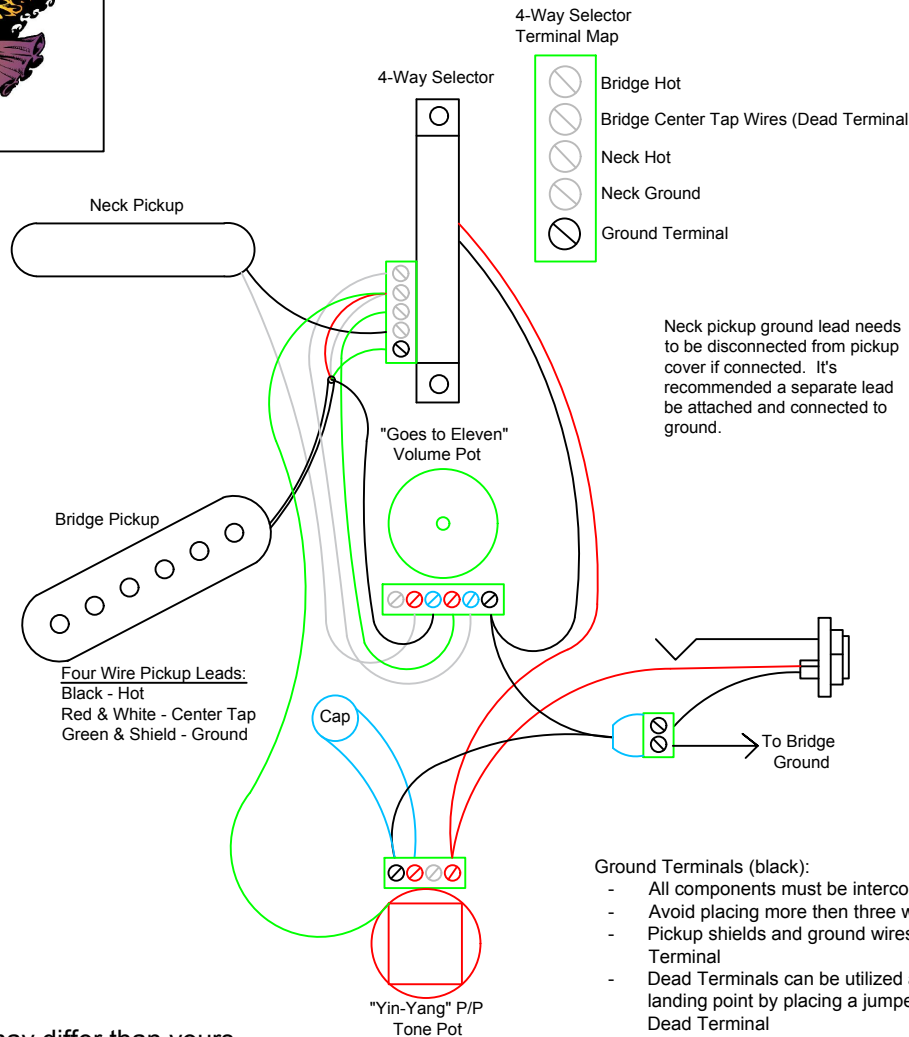 4-Way Selector
Terminal Map
4-Way Selector
Bridge Hot
Bridge Center Tap Wires (Dead Terminal
Neck Hot
Neck Ground
Ground Terminal
Neck Pickup
Neck pickup ground lead needs
to be disconnected from pickup
cover if connected. It's
recommended a separate lead
be attached and connected to
ground.
"Goes to Eleven"
Volume Pot
Bridge Pickup
Four Wire Pickup Leads:
Black - Hot
Red & White - Center Tap
Green & Shield - Ground
Cap
To Bridge
Ground
Ground Terminals (black):
- All components must be interco
- Avoid placing more then three w
- Pickup shields and ground wires
Terminal
- Dead Terminals can be utilized
landing point by placing a jumpe
Dead Terminal
"Yin-Yang" P/P
Tone Pot
may differ than yours